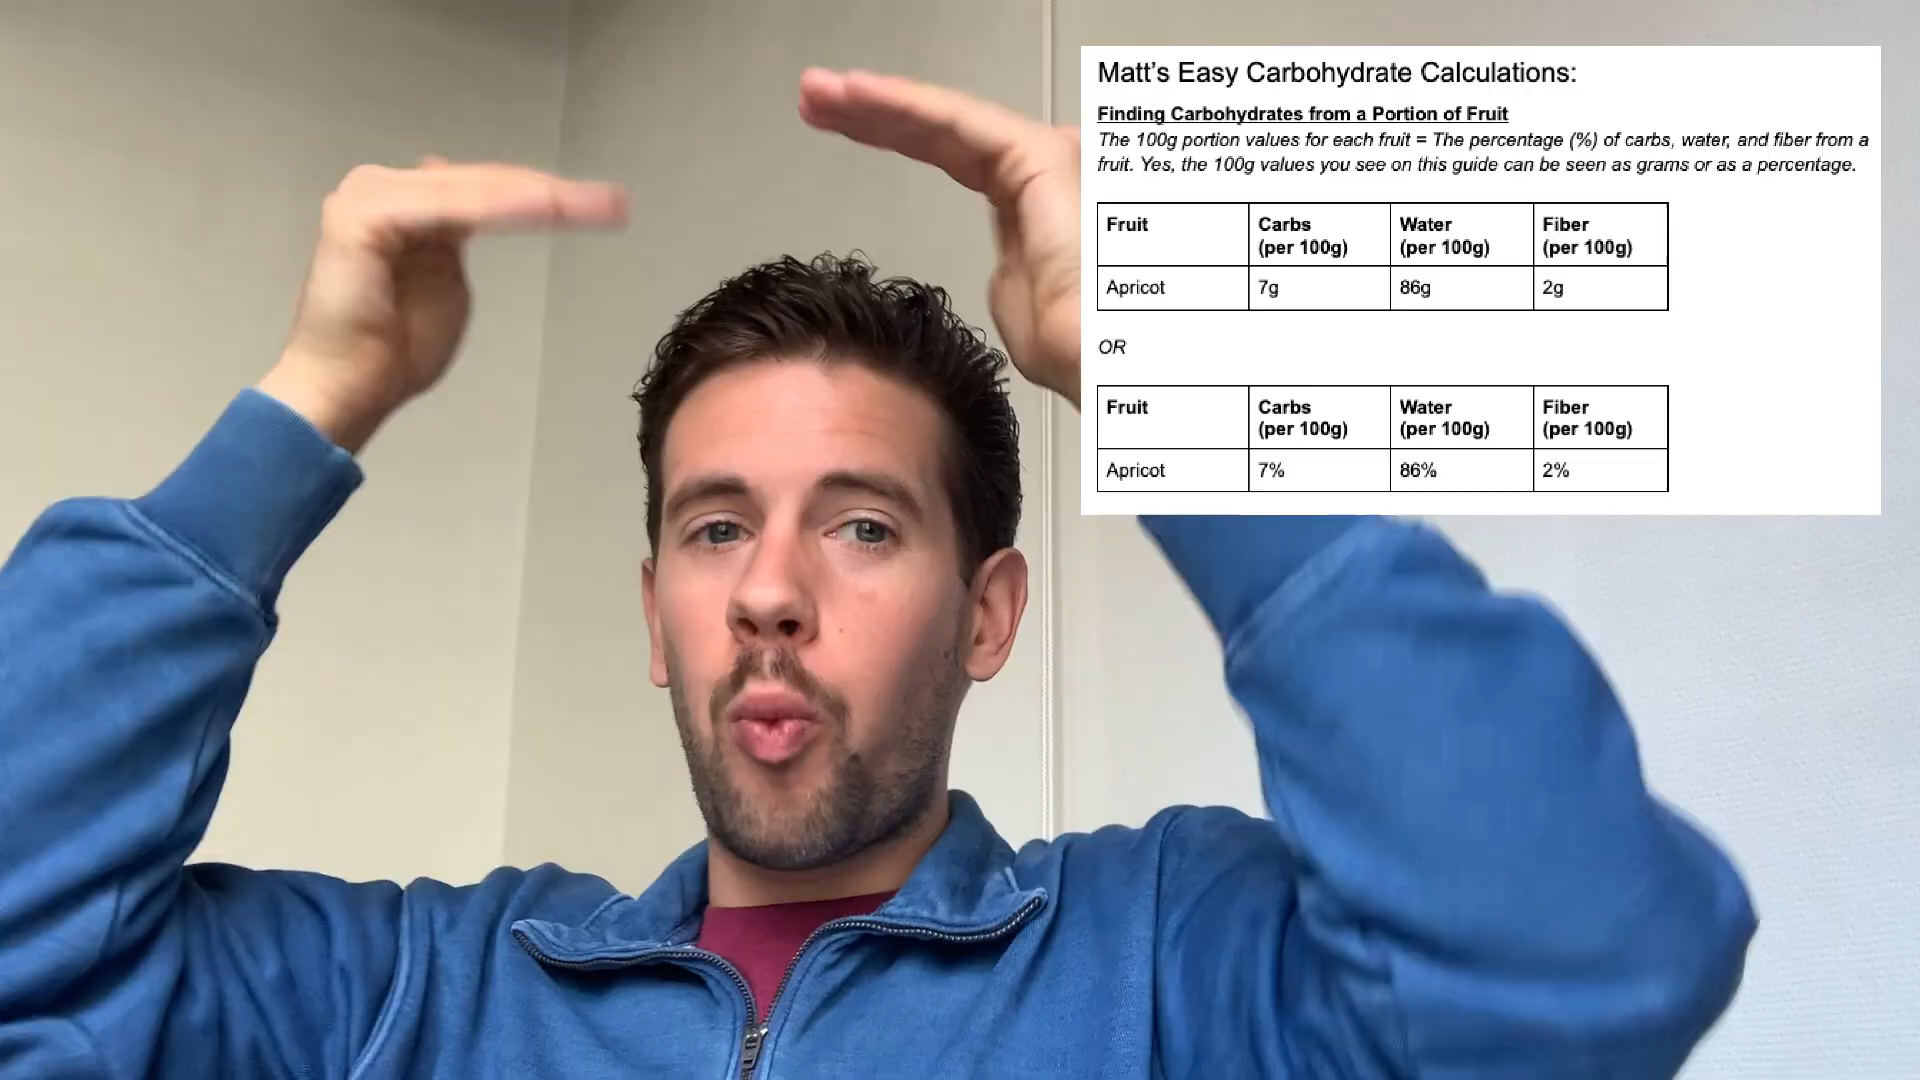 Matt's Easy Carbohydrate Calculations:
Finding Carbohydrates from a Portion of Fruit
The 100g portion values for each fruit = The percentage (%) of carbs, water, and fiber from a
fruit. Yes, the 100g values you see on this guide can be seen as grams or as a percentage.
Fruit Carbs (per 100g) Water (per 100g) Fiber (per 100g)
Apricot 7g 86g 2g
OR
Fruit Carbs (per 100g) Water (per 100g) Fiber (per 100g)
Apricot 7% 86% 2%